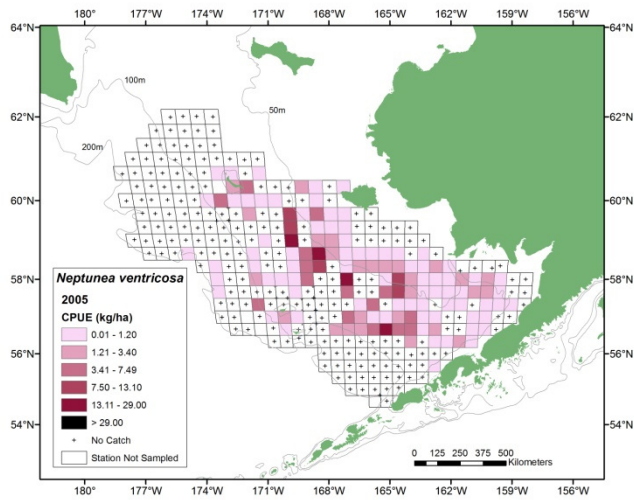 180° 177°W 174°W 171°W 168°W 165°W 162°W 159°W 156°W
64°N 64°N
100m
50m
62°N 62°N
200m
60°N 60°N
58°N 58°N
Neptunea ventricosa
2005
CPUE (kg/ha)
0.01 - 1.20
1.21 - 3.40
3.41 - 7.49
7.50 - 13.10
13.11 - 29.00
> 29.00
+ No Catch
Station Not Sampled
56°N 56°N
54°N 54°N
0 125 250 375 500
Kilometers
180° 177°W 174°W 171°W 168°W 165°W 162°W 159°W 156°W